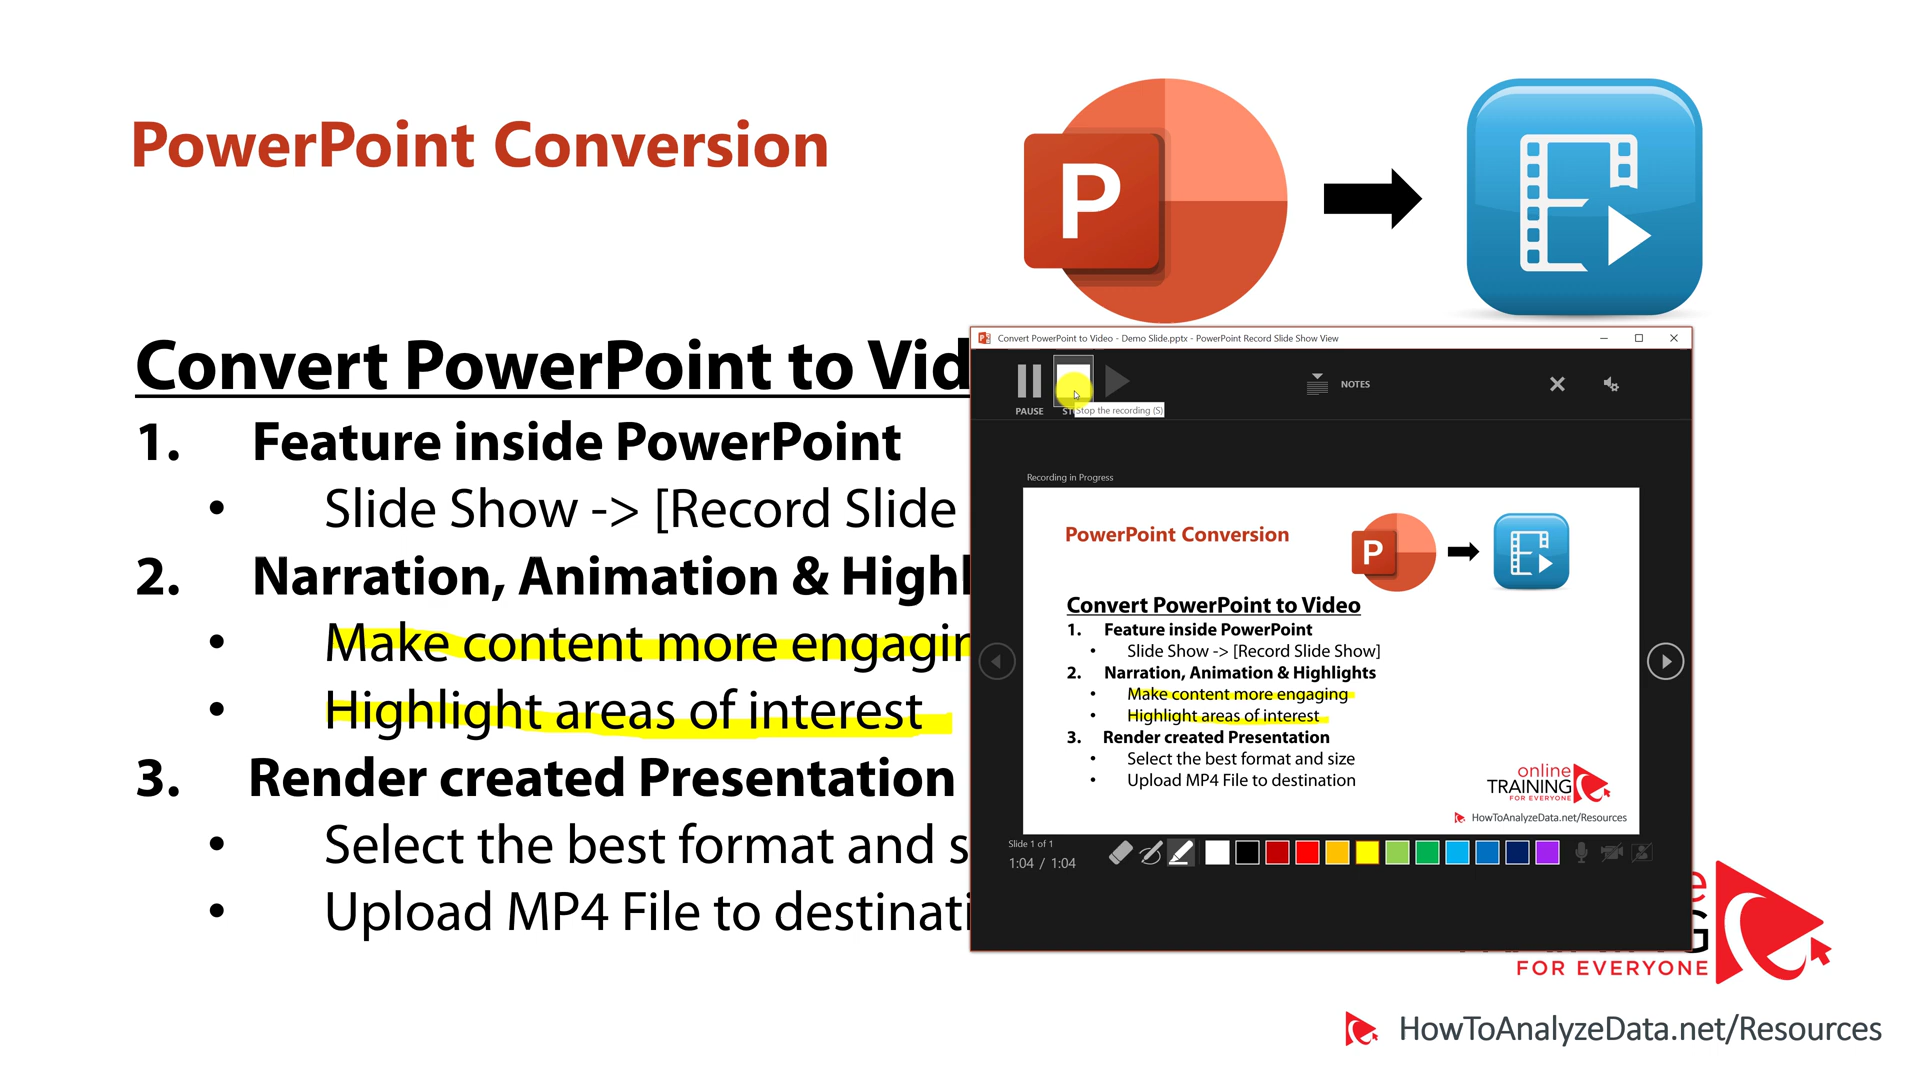 PowerPoint Conversion
P
Convert PowerPoint to Vid
1. Feature inside PowerPoint
• Slide Show -> [Record Slide
2. Narration, Animation & Highl
• Make content more engagin
• Highlight areas of interest
3. Render created Presentation
• Select the best format and s
• Upload MP4 File to destinati
Convert PowerPoint to Video - Demo Slide.pptx - PowerPoint Record Slide Show View
PAUSE
Stop the recording (S)
NOTES
Recording in Progress
PowerPoint Conversion
P
Convert PowerPoint to Video
1. Feature inside PowerPoint
• Slide Show -> [Record Slide Show]
2. Narration, Animation & Highlights
• Make content more engaging
• Highlight areas of interest
3. Render created Presentation
• Select the best format and size
• Upload MP4 File to destination
online
TRAINING
FOR EVERYONE
HowToAnalyzeData.net/Resources
Slide 1 of 1
1:04 / 1:04
FOR EVERYONE
HowToAnalyzeData.net/Resources